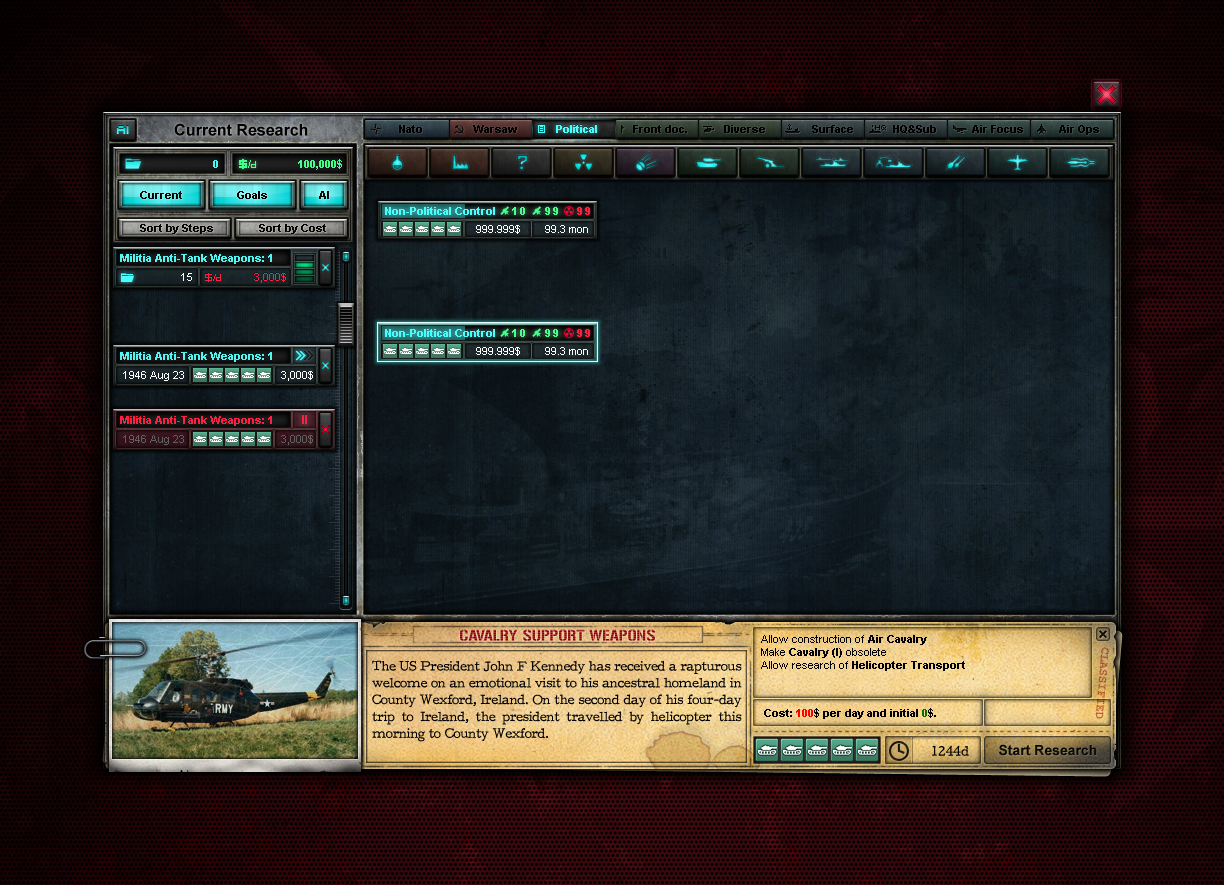 AI
Current Research
Nato
Warsaw
Political
Front doc.
Diverse
Surface
HQ&Sub
Air Focus
Air Ops
0
$/d 100,000$
Current
Goals
AI
Sort by Steps
Sort by Cost
Militia Anti-Tank Weapons: 1
15 $/d 3,000$
Militia Anti-Tank Weapons: 1
1946 Aug 23 3,000$
Militia Anti-Tank Weapons: 1
1946 Aug 23 3,000$
?
Non-Political Control 10 99 99
999.999$ 99.3 mon
Non-Political Control 10 99 99
999.999$ 99.3 mon
ARMY
CAVALRY SUPPORT WEAPONS
The US President John F Kennedy has received a rapturous
welcome on an emotional visit to his ancestral homeland in
County Wexford, Ireland. On the second day of his four-day
trip to Ireland, the president travelled by helicopter this
morning to County Wexford.
Allow construction of Air Cavalry
Make Cavalry (I) obsolete
Allow research of Helicopter Transport
CLASSIFIED
Cost: 100$ per day and initial 0$.
1244d
Start Research